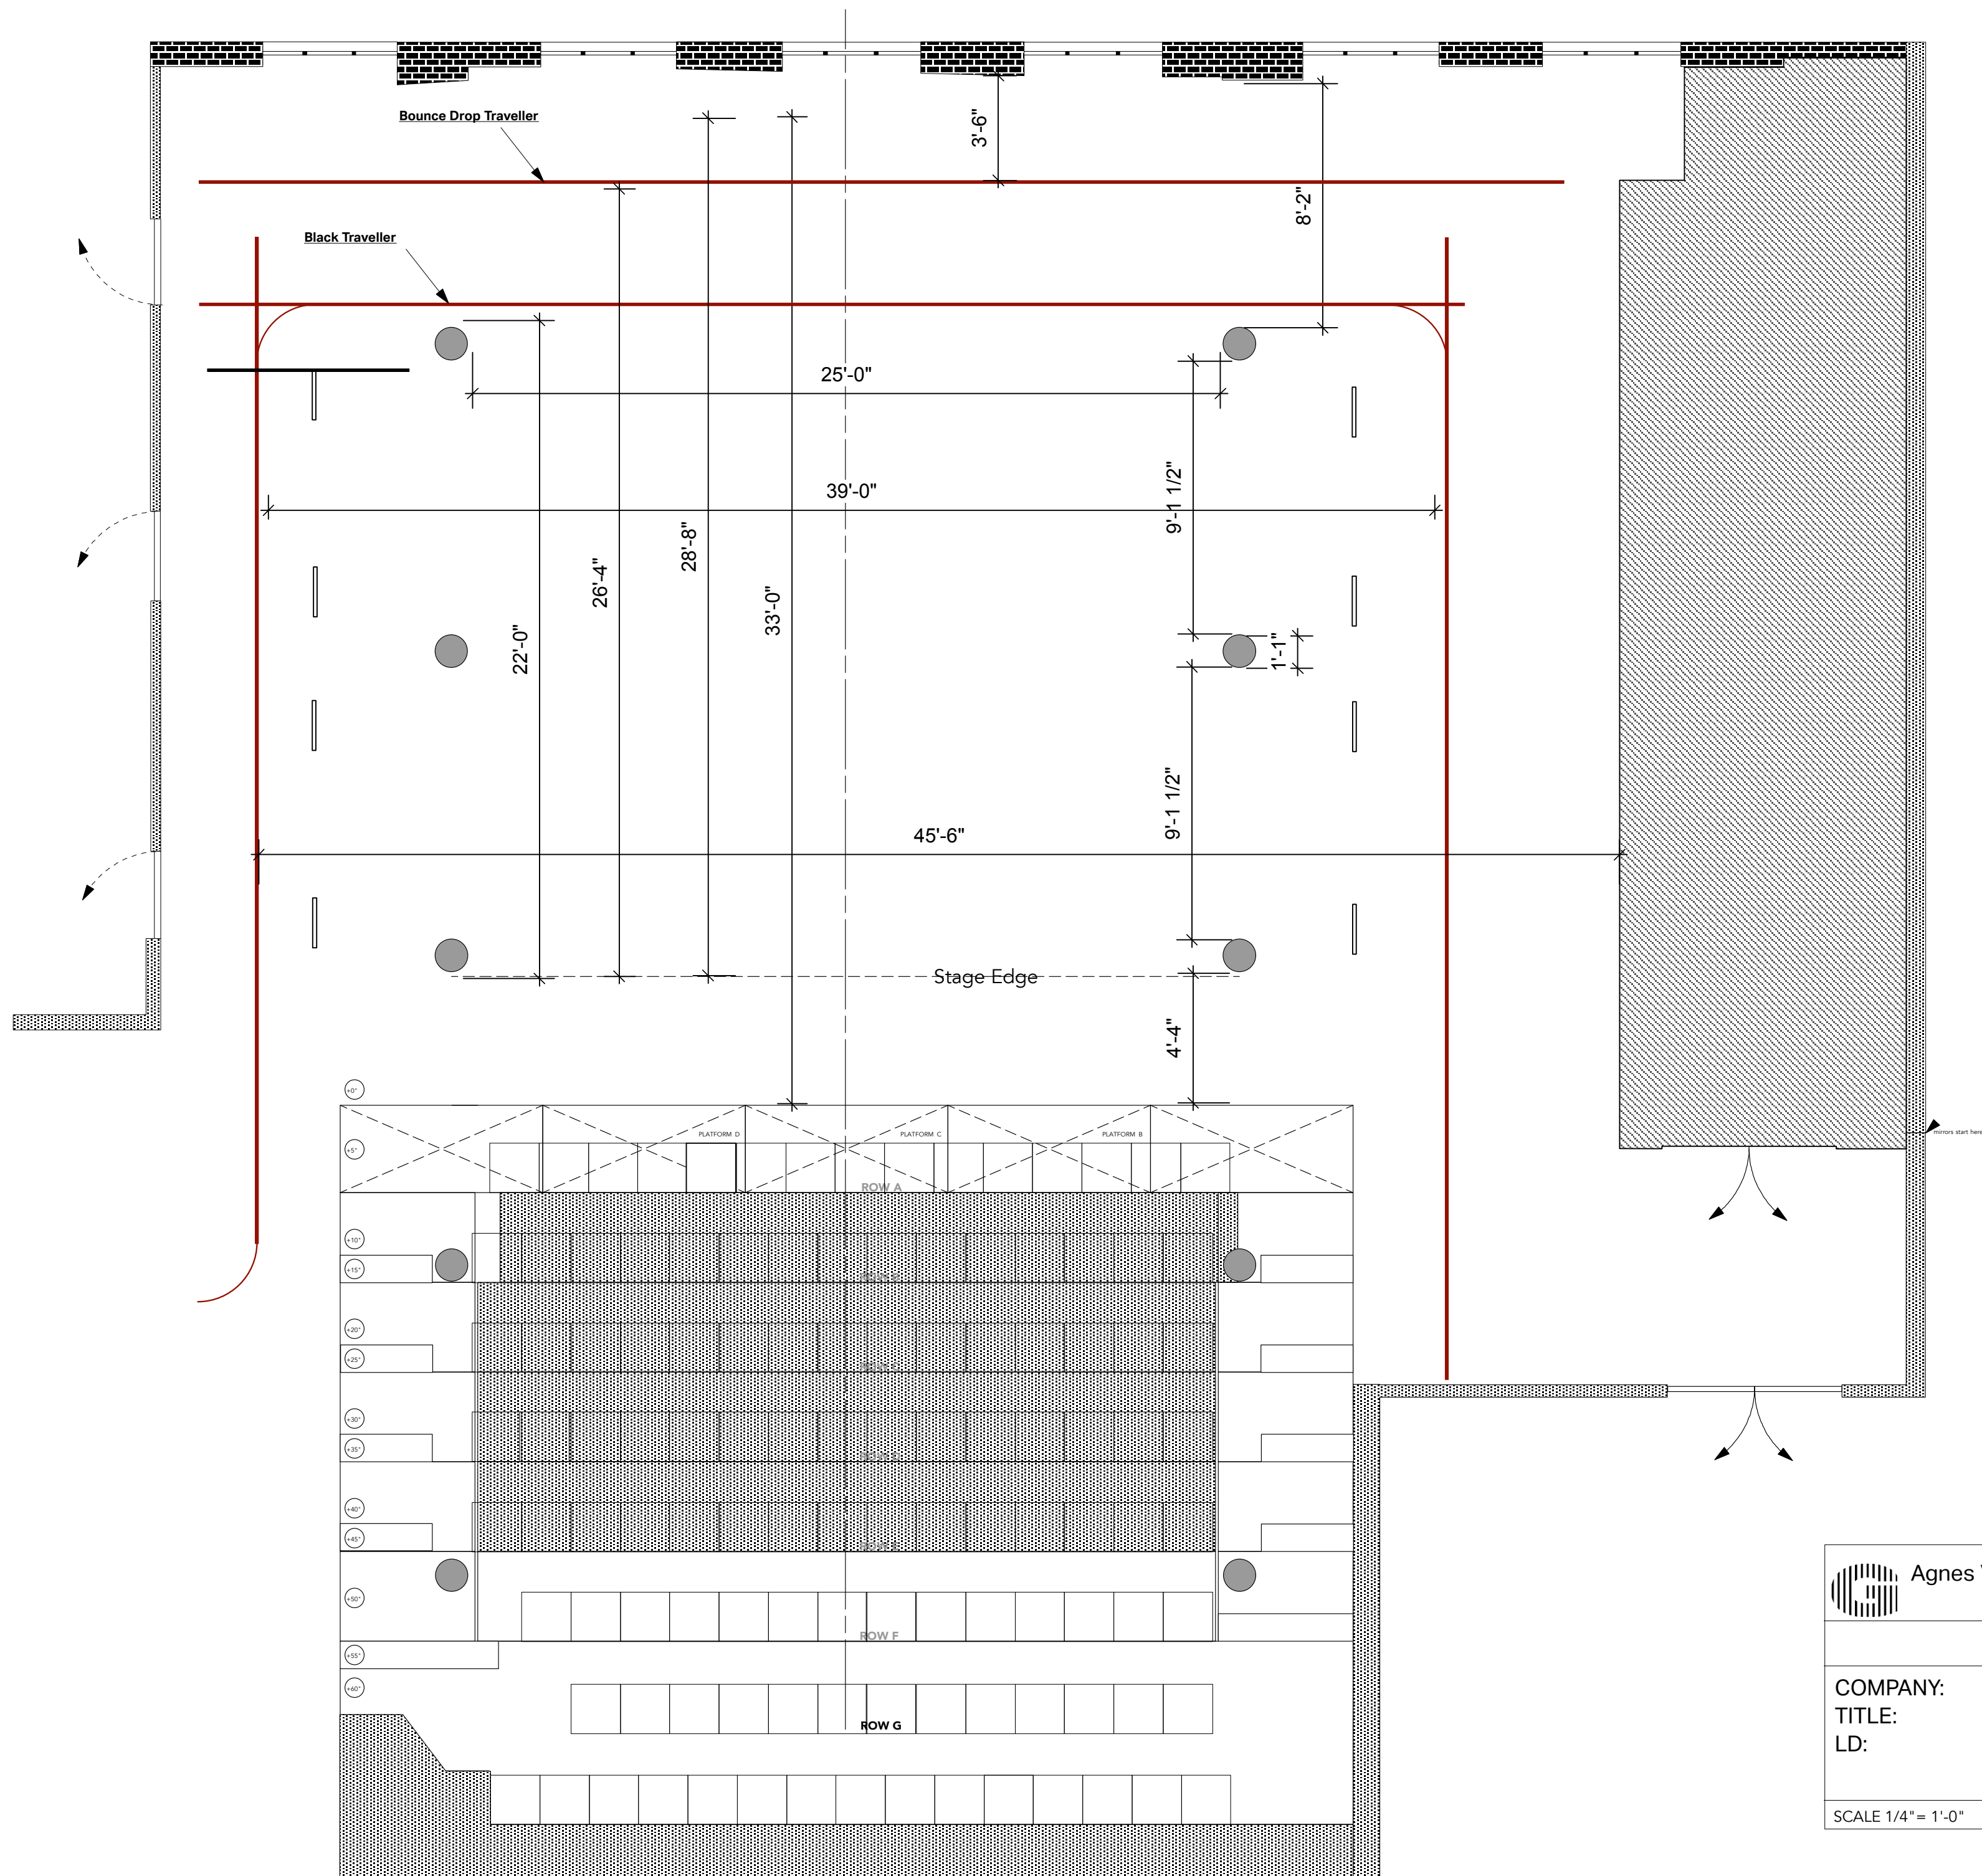 Bounce Drop Traveller
3'-6"
8'-2"
Black Traveller
25'-0"
39'-0"
9'-1 1/2"
28'-8"
26'-4"
33'-0"
22'-0"
1'-1"
9'-1 1/2"
45'-6"
Stage Edge
4'-4"
+0"
PLATFORM D
PLATFORM C
PLATFORM B
mirrors start here
+5"
ROW A
+10"
+15"
+20"
+25"
+30"
+35"
+40"
+45"
+50"
ROW F
+55"
+60"
ROW G
Agnes
COMPANY:
TITLE:
LD:
SCALE 1/4"= 1'-0"